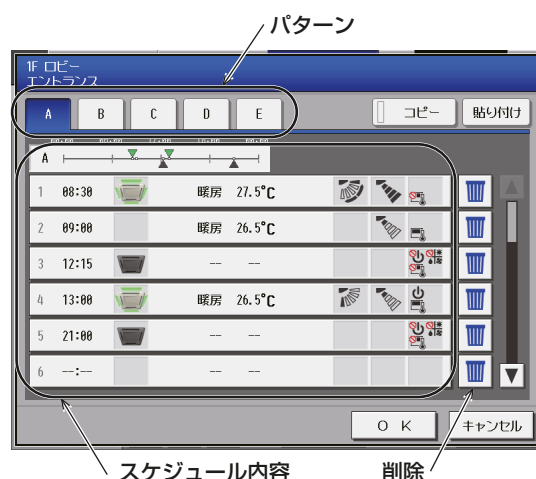 パターン
1F ロビー
エントランス
A B C D E コピー 貼り付け
A
1 08:30 暖房 27.5°C
2 09:00 暖房 26.5°C
3 12:15 -- --
4 13:00 暖房 26.5°C
5 21:00 -- --
6 --:--
OK キャンセル
スケジュール内容 削除